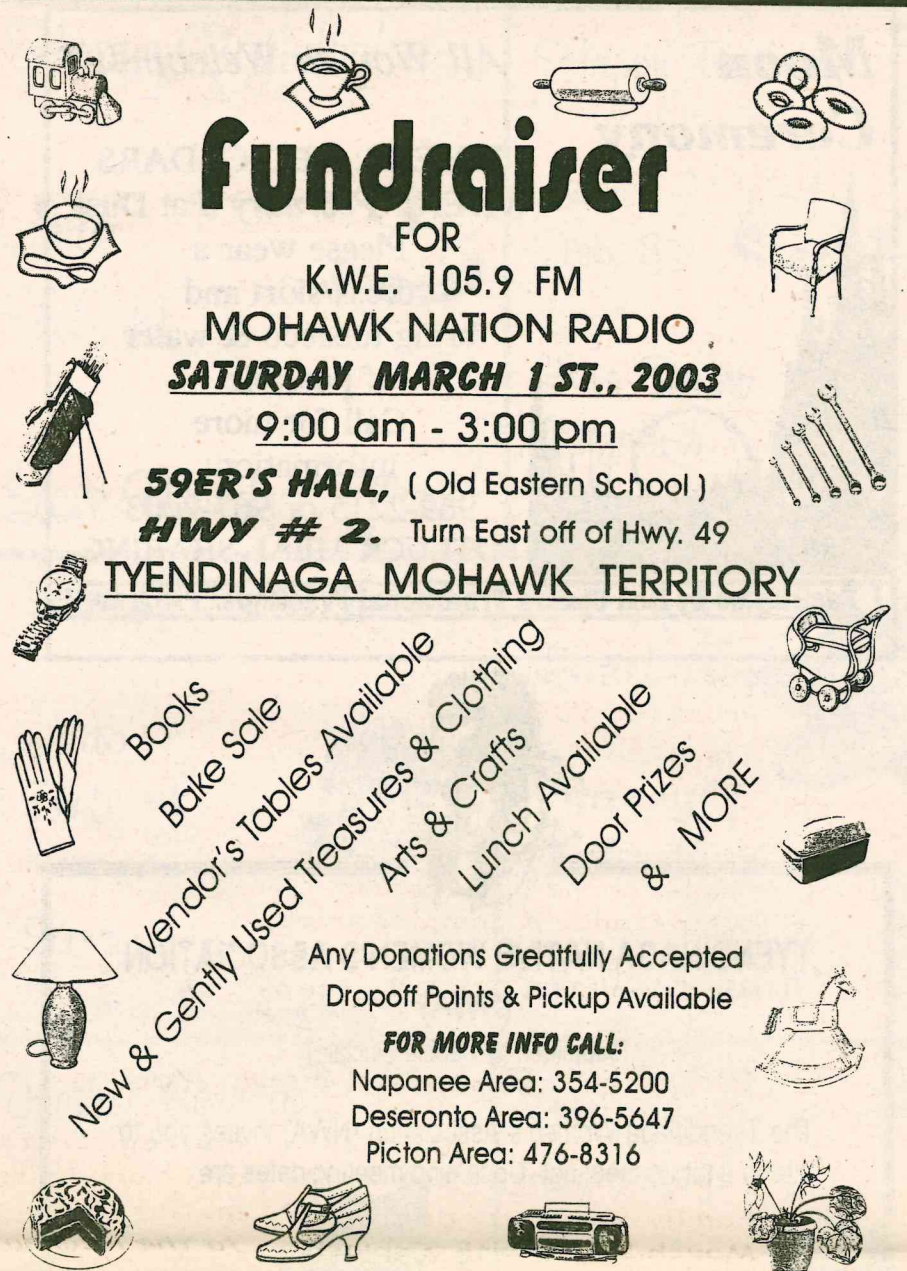 Fundraiser
FOR
K.W.E. 105.9 FM
MOHAWK NATION RADIO
SATURDAY MARCH 1 ST., 2003
9:00 am - 3:00 pm
59ER'S HALL, ( Old Eastern School )
HWY # 2. Turn East off of Hwy. 49
TYENDINAGA MOHAWK TERRITORY
Books
Bake Sale
Vendor's Tables Available
New & Gently Used Treasures & Clothing
Arts & Crafts
Lunch Available
Door Prizes
& MORE
Any Donations Greatfully Accepted
Dropoff Points & Pickup Available
FOR MORE INFO CALL:
Napanee Area: 354-5200
Deseronto Area: 396-5647
Picton Area: 476-8316